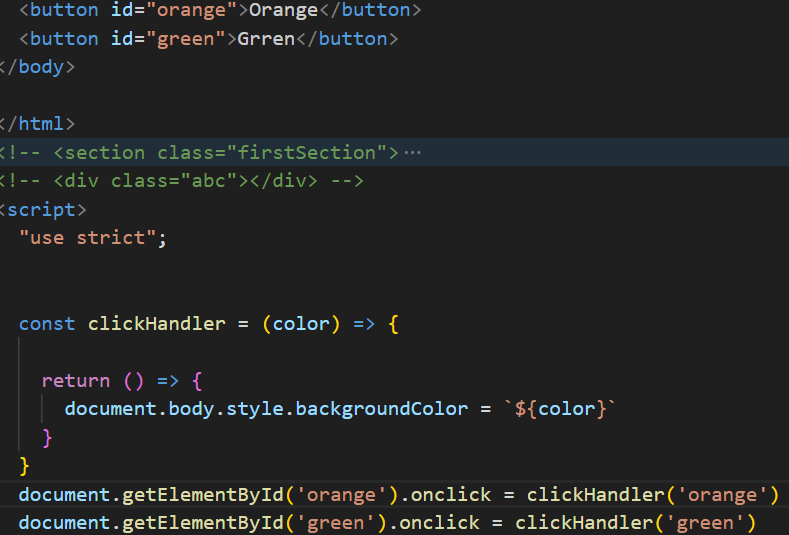 <button id="orange">Orange</button>
<button id="green">Grren</button>
</body>
</html>
<!-- <section class="firstSection">···
<!-- <div class="abc"></div> -->
<script>
"use strict";
const clickHandler = (color) => {
return () => {
document.body.style.backgroundColor = `${color}`
}
}
document.getElementById('orange').onclick = clickHandler('orange')
document.getElementById('green').onclick = clickHandler('green')